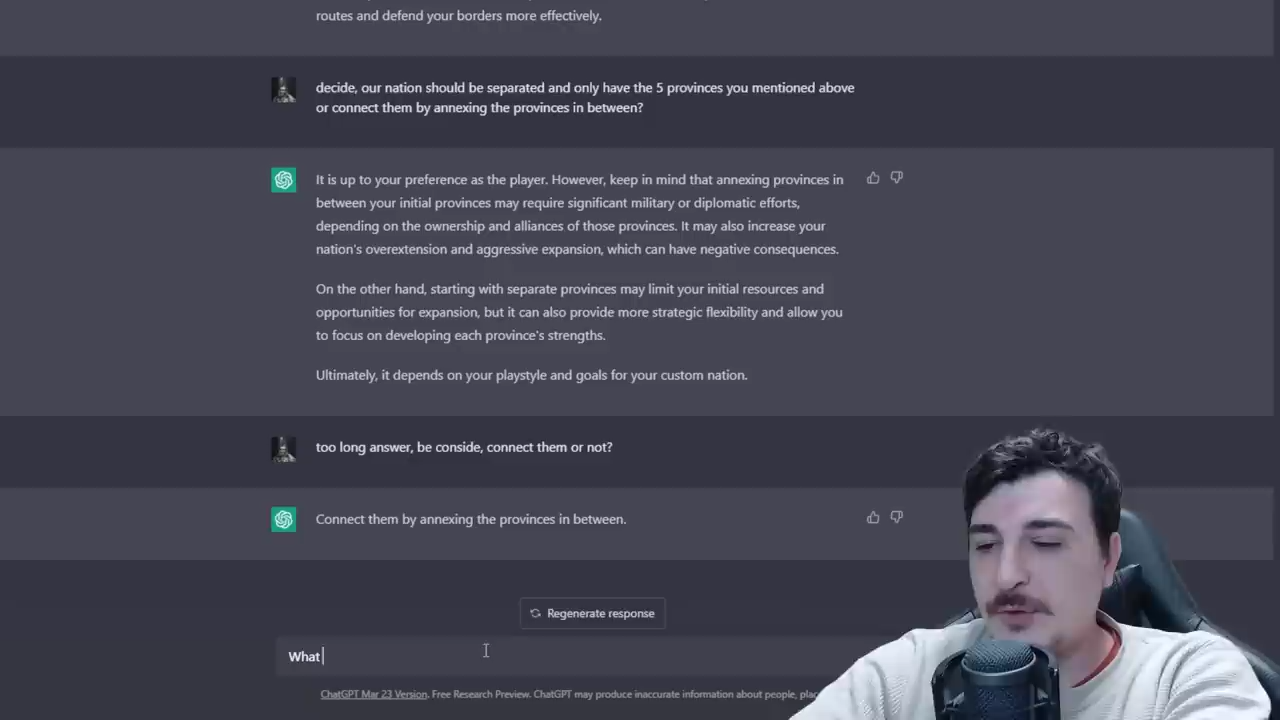 routes and defend your borders more effectively.
decide, our nation should be separated and only have the 5 provinces you mentioned above
or connect them by annexing the provinces in between?
It is up to your preference as the player. However, keep in mind that annexing provinces in
between your initial provinces may require significant military or diplomatic efforts,
depending on the ownership and alliances of those provinces. It may also increase your
nation's overextension and aggressive expansion, which can have negative consequences.
On the other hand, starting with separate provinces may limit your initial resources and
opportunities for expansion, but it can also provide more strategic flexibility and allow you
to focus on developing each province's strengths.
Ultimately, it depends on your playstyle and goals for your custom nation.
too long answer, be conside, connect them or not?
Connect them by annexing the provinces in between.
Regenerate response
What
ChatGPT Mar 23 Version. Free Research Preview. ChatGPT may produce inaccurate information about people,